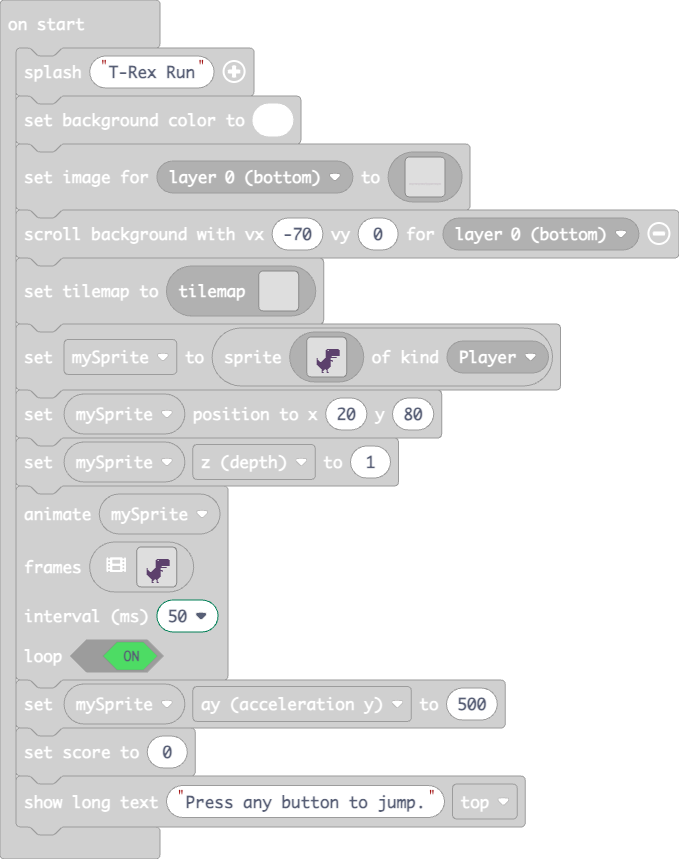 on start
splash "T-Rex Run"
set background color to
set image for layer 0 (bottom) to
scroll background with vx -70 vy 0 for layer 0 (bottom)
set tilemap to tilemap
set mySprite to sprite of kind Player
set mySprite position to x 20 y 80
set mySprite z (depth) to 1
animate mySprite
frames
interval (ms) 50
loop ON
set mySprite ay (acceleration y) to 500
set score to 0
show long text "Press any button to jump." top